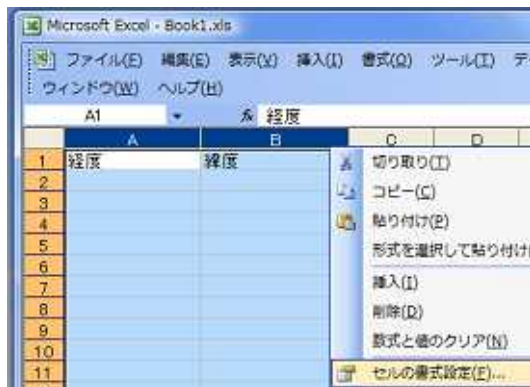 Microsoft Excel - Book1.xls
ファイル(F) 編集(E) 表示(V) 挿入(I) 書式(O) ツール(T) デ
ウィンドウ(W) ヘルプ(H)
A1 fx 経度
A B C D
1 経度 緯度
2
3
4
5
6
7
8
9
10
11
切り取り(T)
コピー(C)
貼り付け(P)
形式を選択して貼り付け(
挿入(I)
削除(D)
数式と値のクリア(N)
セルの書式設定(F)...